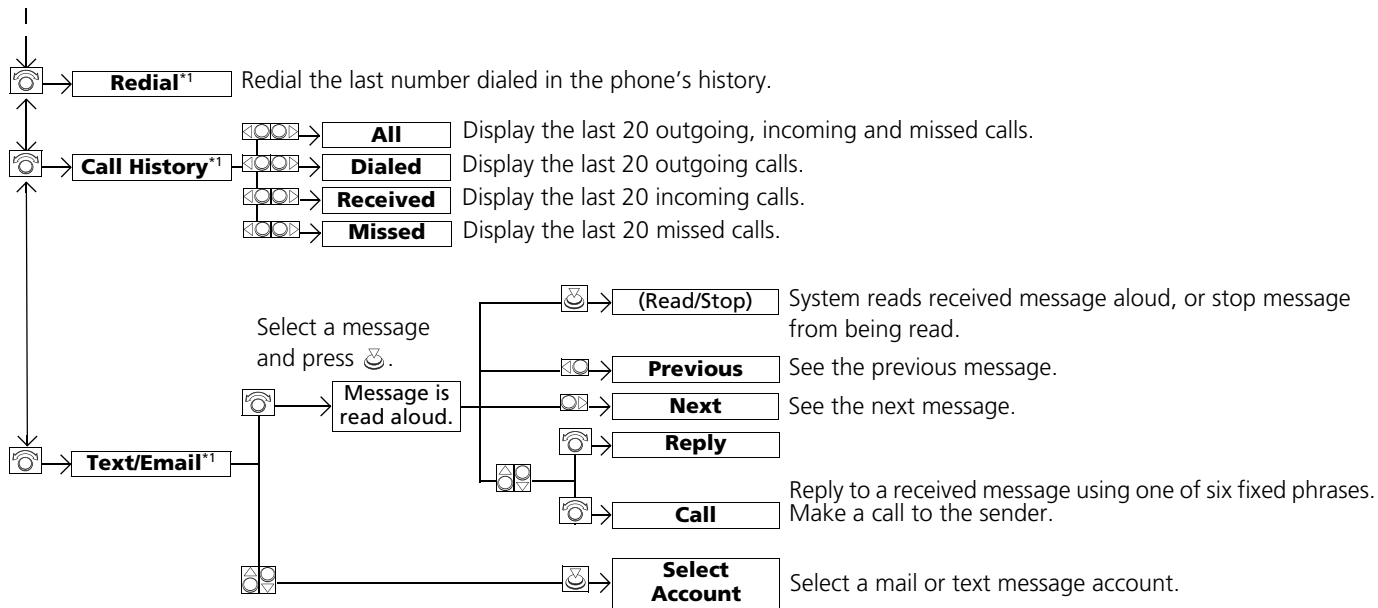 Redial*1 Redial the last number dialed in the phone's history.
Call History*1
All Display the last 20 outgoing, incoming and missed calls.
Dialed Display the last 20 outgoing calls.
Received Display the last 20 incoming calls.
Missed Display the last 20 missed calls.
Text/Email*1
Select a message
and press .
Message is
read aloud.
(Read/Stop) System reads received message aloud, or stop message
from being read.
Previous See the previous message.
Next See the next message.
Reply
Reply to a received message using one of six fixed phrases.
Call Make a call to the sender.
Select
Account
Select a mail or text message account.